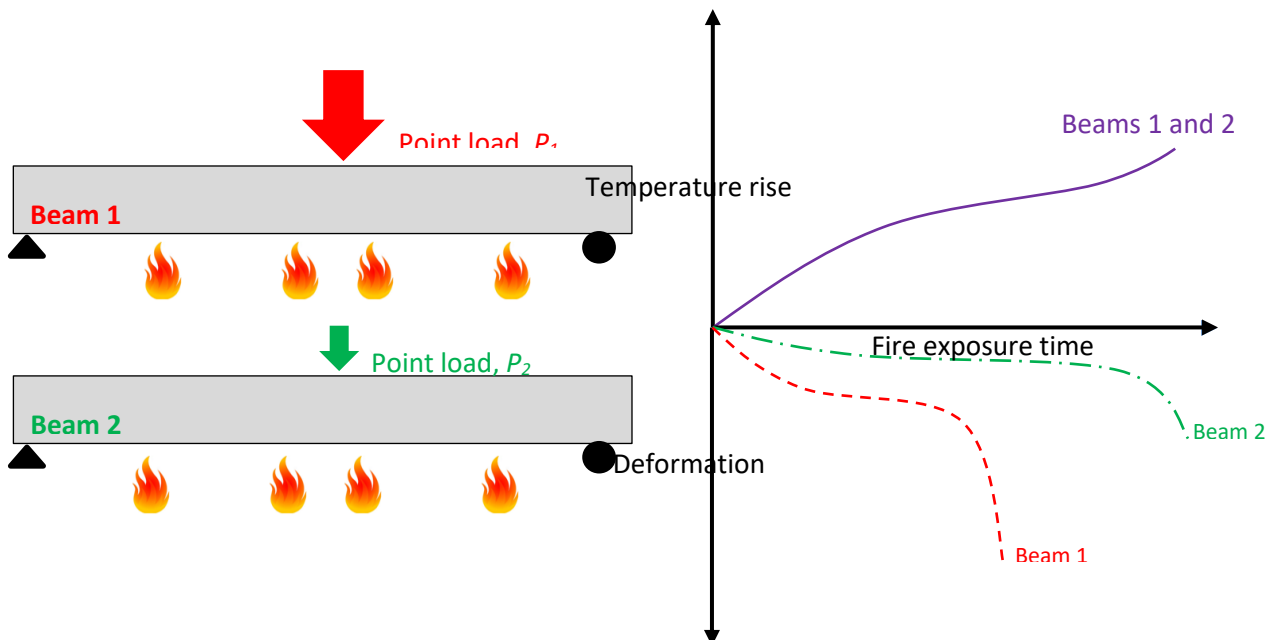 Point load, P₁
Beam 1
Point load, P₂
Beam 2
Temperature rise
Beams 1 and 2
Fire exposure time
Deformation
Beam 2
Beam 1